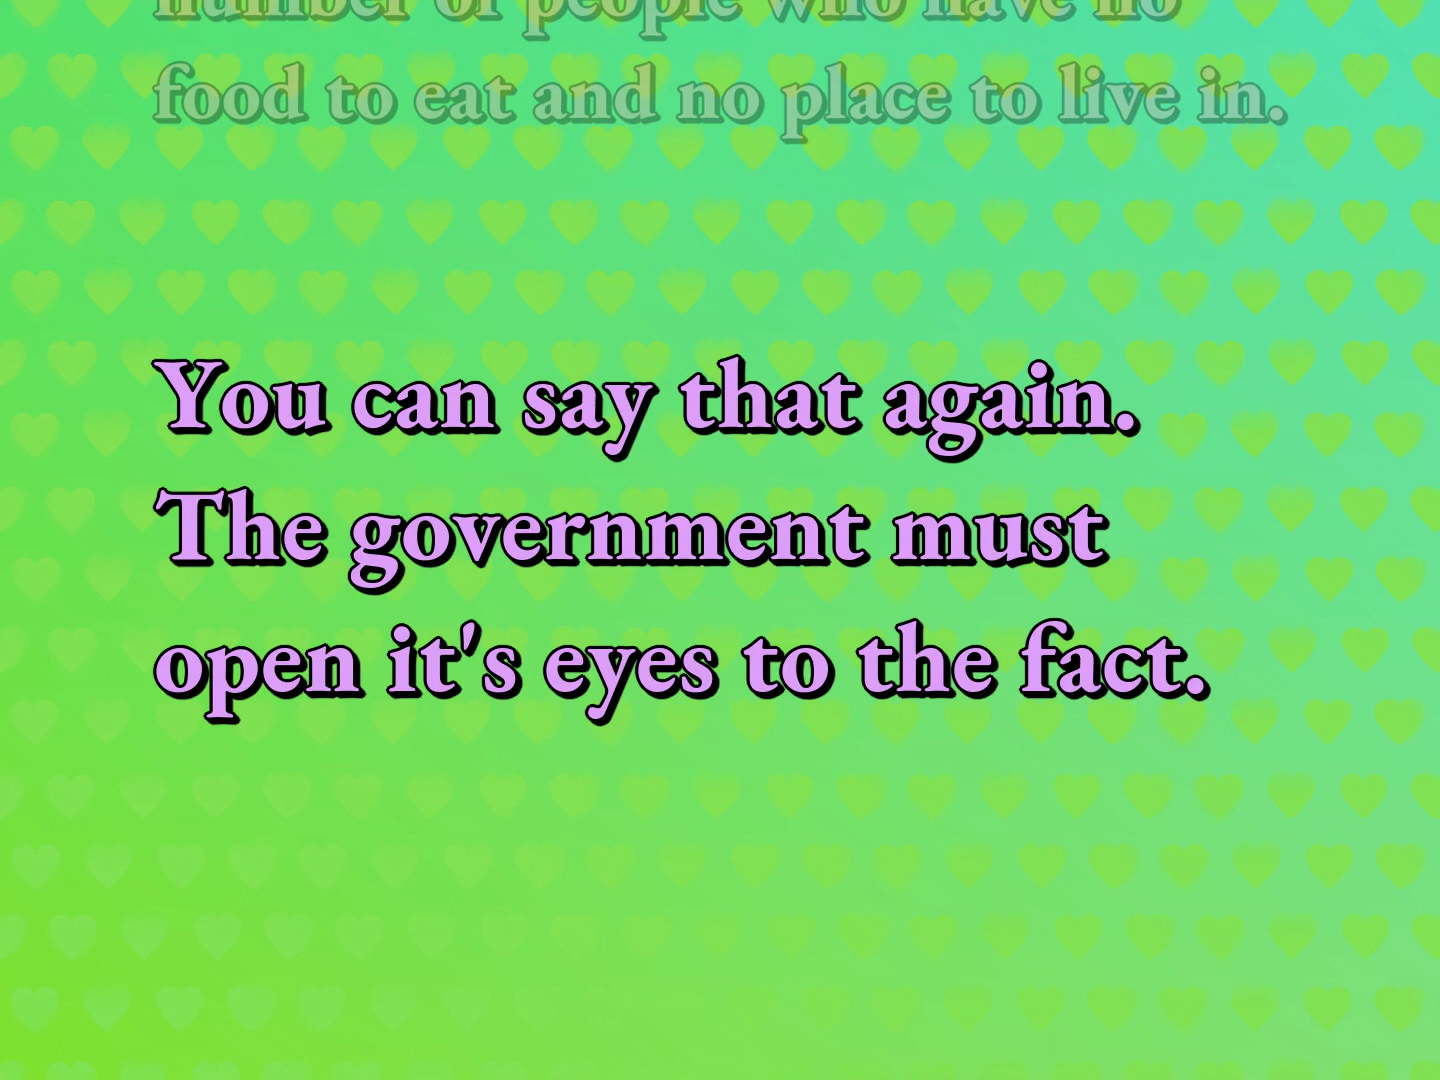 number of people who have no
food to eat and no place to live in.
You can say that again.
The government must
open it's eyes to the fact.